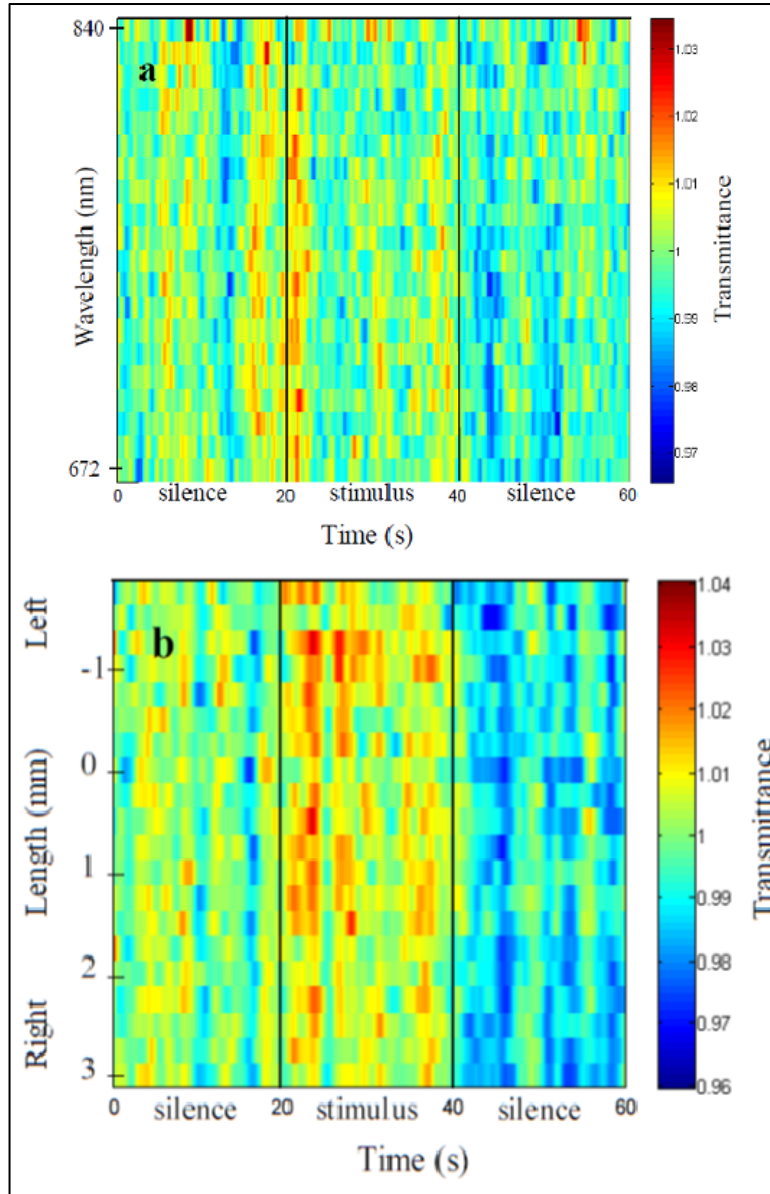 840
a
Wavelength (nm)
672
0 20 40 60
silence stimulus silence
Time (s)
1.03
1.02
1.01
1
0.99
0.98
0.97
Transmittance
b
Left
Length (mm)
Right
-1
0
1
2
3
0 20 40 60
silence stimulus silence
Time (s)
1.04
1.03
1.02
1.01
1
0.99
0.98
0.97
0.96
Transmittance